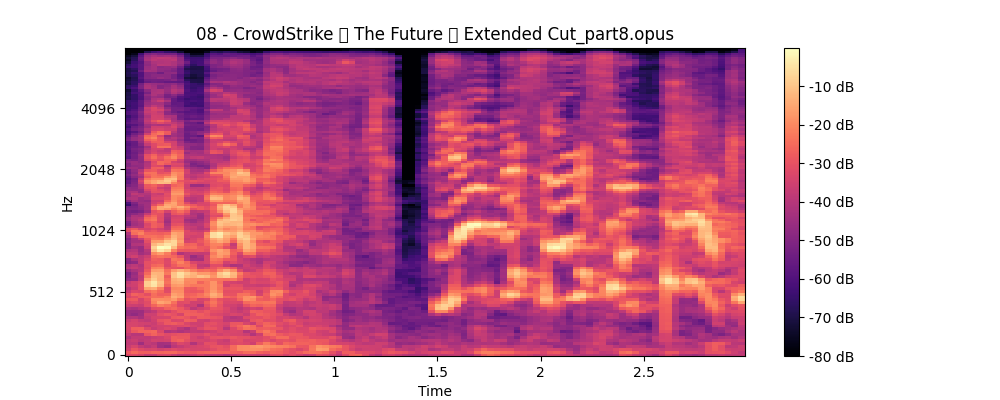 08 - CrowdStrike ▯ The Future ▯ Extended Cut_part8.opus
Hz
4096
2048
1024
512
0
0 0.5 1 1.5 2 2.5
Time
-10 dB
-20 dB
-30 dB
-40 dB
-50 dB
-60 dB
-70 dB
-80 dB